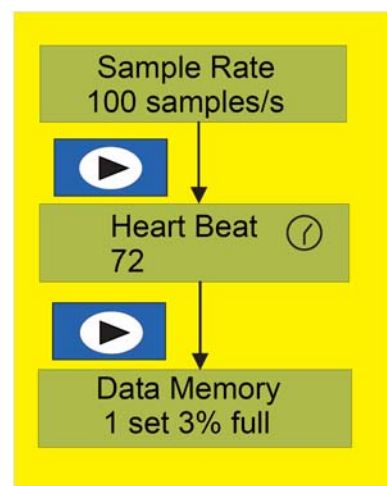 Sample Rate
100 samples/s
Heart Beat
72
Data Memory
1 set 3% full